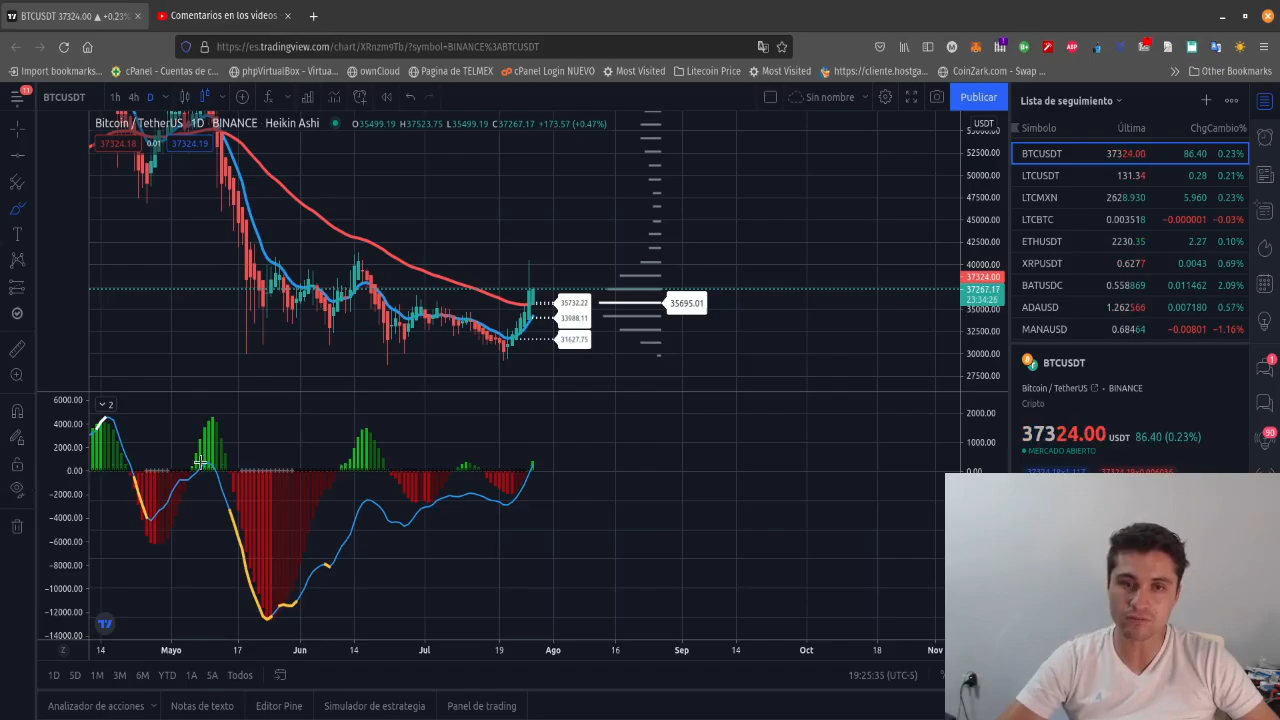 BTCUSDT 37324.00 ▲ +0.23% ×
Comentarios en los videos ×
https://es.tradingview.com/chart/XRnzm9Tb/?symbol=BINANCE%3ABTCUSDT
Import bookmarks... cPanel - Cuentas de c... phpVirtualBox - Virtua... ownCloud Pagina de TELMEX cPanel Login NUEVO Most Visited Litecoin Price Most Visited https://cliente.hostga... CoinZark.com - Swap ... Other Bookmarks
11
BTCUSDT 1h 4h D Sin nombre Publicar
Lista de seguimiento
Bitcoin / TetherUS · 1D · BINANCE Heikin Ashi O35499.19 H37523.75 L35499.19 C37267.17 +173.57 (+0.47%)
USDT
37324.18 0.01 37324.19
Símbolo Última Chg Cambio%
BTCUSDT 37324.00 86.40 0.23%
LTCUSDT 131.34 0.28 0.21%
LTCMXN 2628.930 5.960 0.23%
LTCBTC 0.003518 −0.000001 −0.03%
ETHUSDT 2230.35 2.27 0.10%
XRPUSDT 0.6277 0.0043 0.69%
BATUSDC 0.558869 0.011462 2.09%
ADAUSD 1.262566 0.007180 0.57%
MANAUSD 0.68464 −0.00801 −1.16%
55000.00
52500.00
50000.00
47500.00
45000.00
42500.00
40000.00
37324.00
37267.17
23:34:26
35000.00
32500.00
30000.00
27500.00
35732.22
33988.11
31627.75
35695.01
BTCUSDT
Bitcoin / TetherUS · BINANCE
Cripto
37324.00 USDT 86.40 (0.23%)
MERCADO ABIERTO
1
90
2
6000.00
4000.00
2000.00
0.00
−2000.00
−4000.00
−6000.00
−8000.00
−10000.00
−12000.00
−14000.00
2000.00
1000.00
0.00
Z 14 Mayo 17 Jun 14 Jul 19 Ago 16 Sep 14 Oct Nov
1D 5D 1M 3M 6M YTD 1A 5A Todos
19:25:35 (UTC-5)
Analizador de acciones Notas de texto Editor Pine Simulador de estrategia Panel de trading